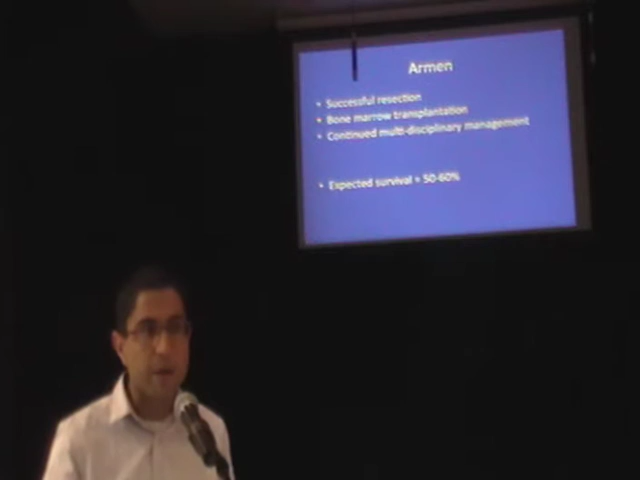 Armen
• Successful resection
• Bone marrow transplantation
• Continued multi-disciplinary management
• Expected survival = 50-60%